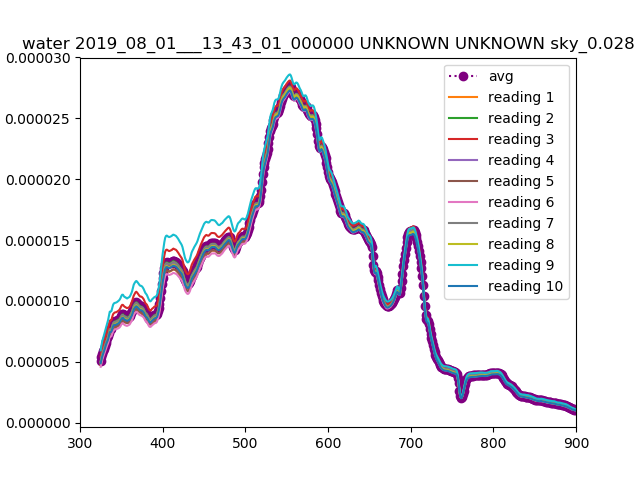 water 2019_08_01___13_43_01_000000 UNKNOWN UNKNOWN sky_0.028
0.000030
0.000025
0.000020
0.000015
0.000010
0.000005
0.000000
300 400 500 600 700 800 900
avg
reading 1
reading 2
reading 3
reading 4
reading 5
reading 6
reading 7
reading 8
reading 9
reading 10